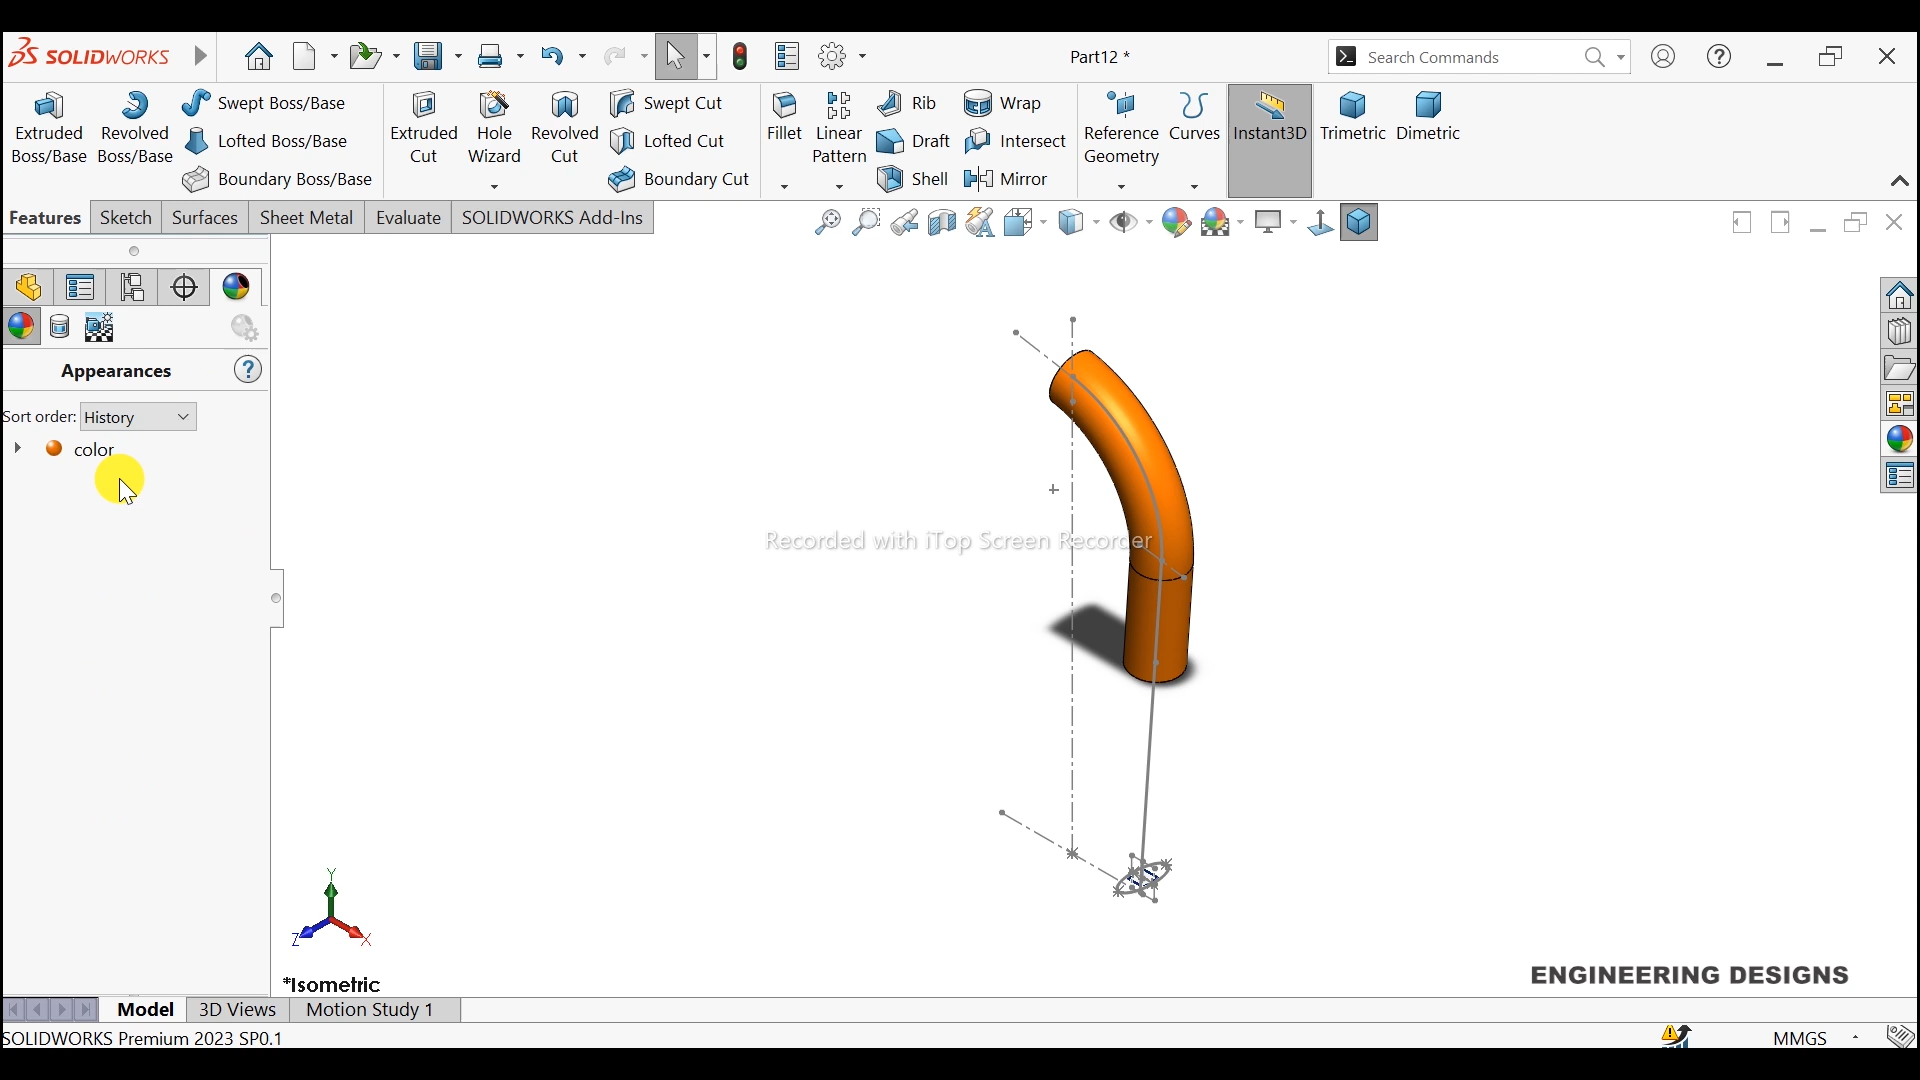 SOLIDWORKS
Part12 *
Search Commands
Extruded Boss/Base
Revolved Boss/Base
Swept Boss/Base
Lofted Boss/Base
Boundary Boss/Base
Extruded Cut
Hole Wizard
Revolved Cut
Swept Cut
Lofted Cut
Boundary Cut
Fillet
Linear Pattern
Rib
Draft
Shell
Wrap
Intersect
Mirror
Reference Geometry
Curves
Instant3D
Trimetric
Dimetric
Features
Sketch
Surfaces
Sheet Metal
Evaluate
SOLIDWORKS Add-Ins
Appearances
Sort order: History
color
Recorded with iTop Screen Recorder
Y
Z
X
*Isometric
ENGINEERING DESIGNS
Model
3D Views
Motion Study 1
SOLIDWORKS Premium 2023 SP0.1
MMGS